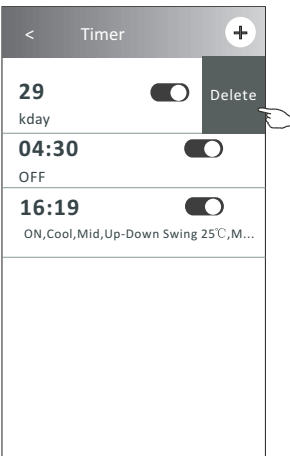 < Timer +
29
kday
Delete
04:30
OFF
16:19
ON,Cool,Mid,Up-Down Swing 25℃,M...